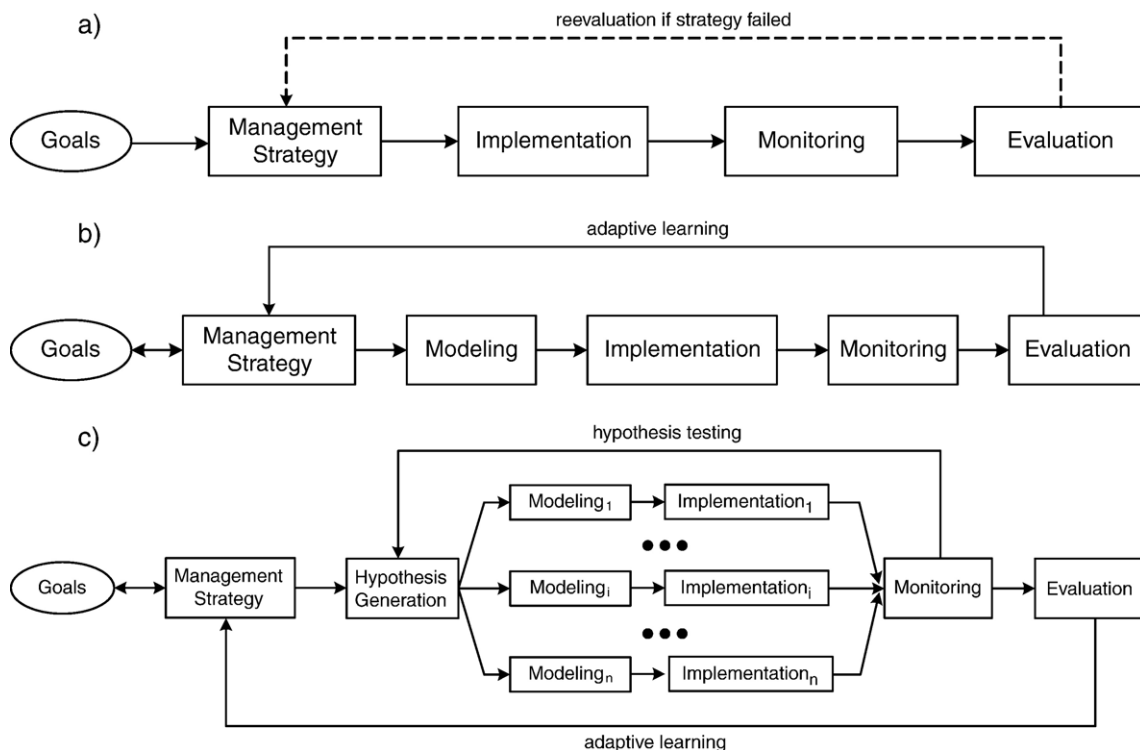 a)
reevaluation if strategy failed
Goals
Management
Strategy
Implementation
Monitoring
Evaluation
b)
adaptive learning
Goals
Management
Strategy
Modeling
Implementation
Monitoring
Evaluation
c)
hypothesis testing
Modeling1
Implementation1
Goals
Management
Strategy
Hypothesis
Generation
Modelingi
Implementationi
Monitoring
Evaluation
Modelingn
Implementationn
adaptive learning